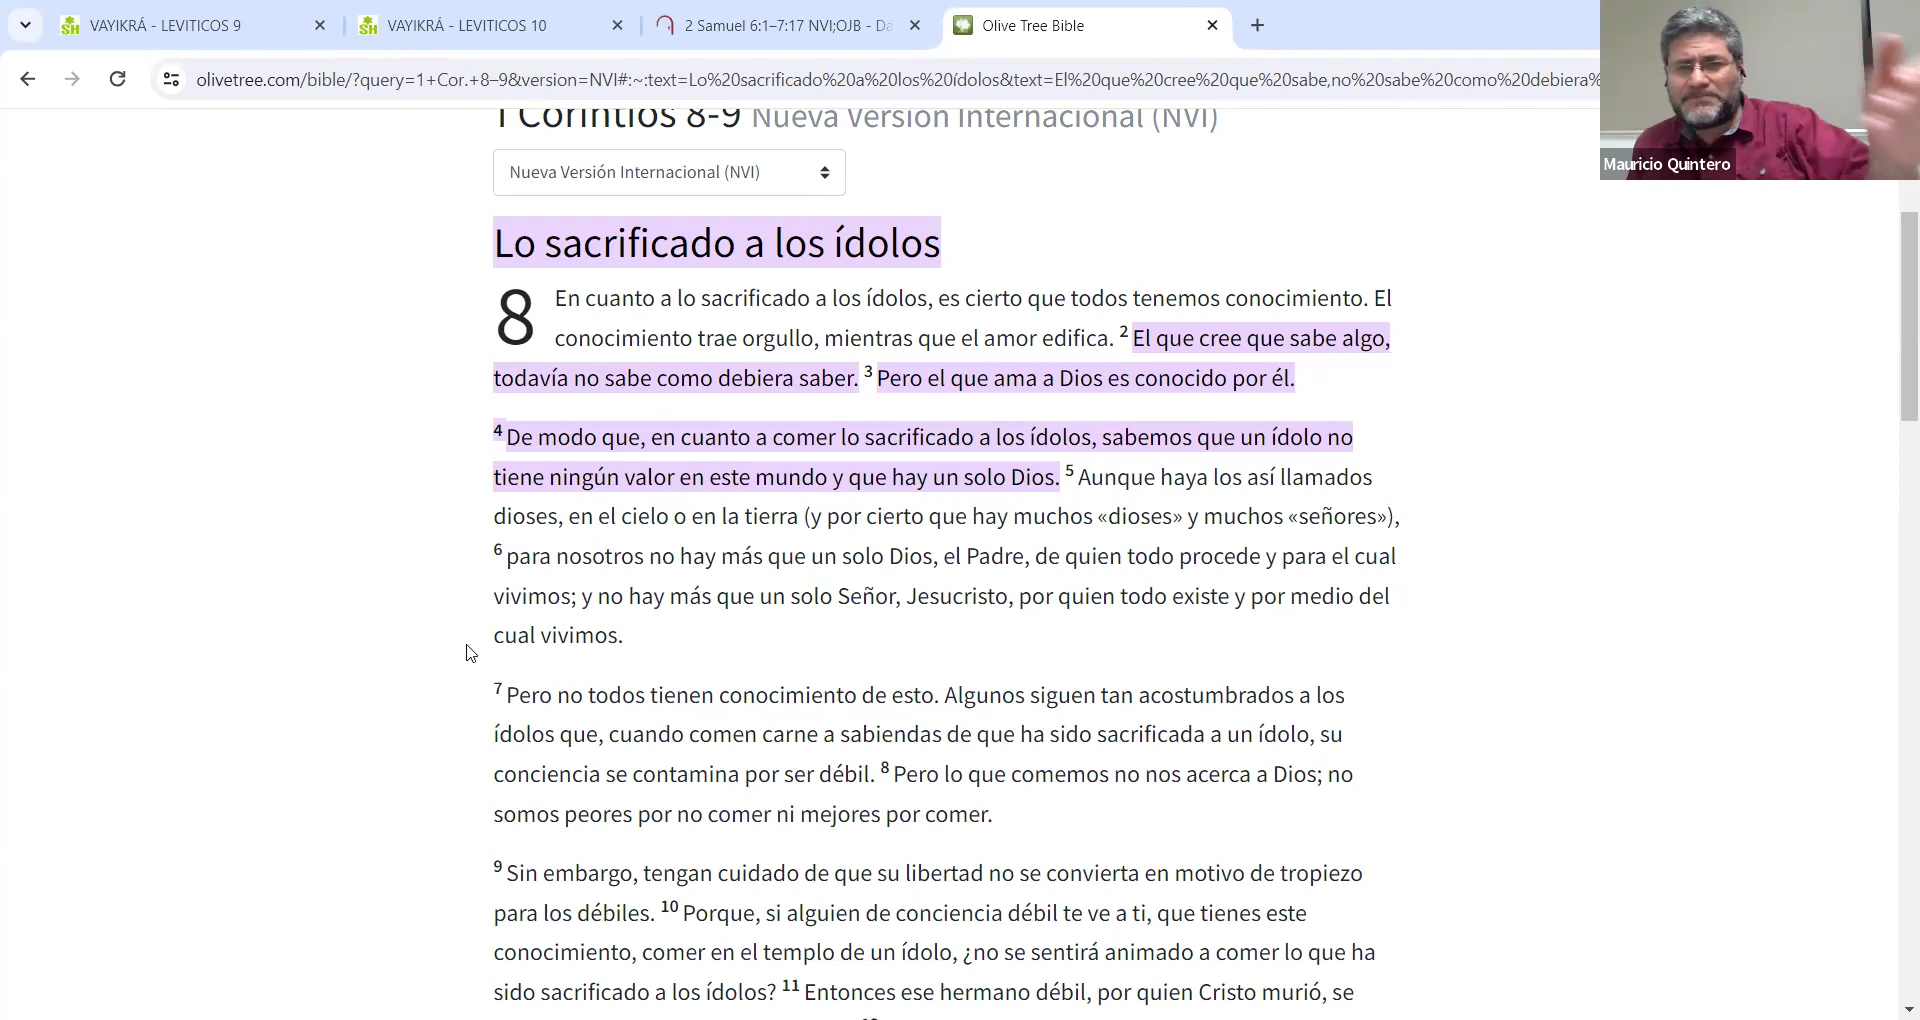 VAYIKRÁ - LEVITICOS 9
VAYIKRÁ - LEVITICOS 10
2 Samuel 6:1–7:17 NVI;OJB - Da
Olive Tree Bible
olivetree.com/bible/?query=1+Cor.+8–9&version=NVI#:~:text=Lo%20sacrificado%20a%20los%20ídolos&text=El%20que%20cree%20que%20sabe,no%20sabe%20como%20debiera%
Mauricio Quintero
1 Corintios 8-9 Nueva Versión Internacional (NVI)
Nueva Versión Internacional (NVI)
Lo sacrificado a los ídolos
8 En cuanto a lo sacrificado a los ídolos, es cierto que todos tenemos conocimiento. El
conocimiento trae orgullo, mientras que el amor edifica. 2 El que cree que sabe algo,
todavía no sabe como debiera saber. 3 Pero el que ama a Dios es conocido por él.
4 De modo que, en cuanto a comer lo sacrificado a los ídolos, sabemos que un ídolo no
tiene ningún valor en este mundo y que hay un solo Dios. 5 Aunque haya los así llamados
dioses, en el cielo o en la tierra (y por cierto que hay muchos «dioses» y muchos «señores»),
6 para nosotros no hay más que un solo Dios, el Padre, de quien todo procede y para el cual
vivimos; y no hay más que un solo Señor, Jesucristo, por quien todo existe y por medio del
cual vivimos.
7 Pero no todos tienen conocimiento de esto. Algunos siguen tan acostumbrados a los
ídolos que, cuando comen carne a sabiendas de que ha sido sacrificada a un ídolo, su
conciencia se contamina por ser débil. 8 Pero lo que comemos no nos acerca a Dios; no
somos peores por no comer ni mejores por comer.
9 Sin embargo, tengan cuidado de que su libertad no se convierta en motivo de tropiezo
para los débiles. 10 Porque, si alguien de conciencia débil te ve a ti, que tienes este
conocimiento, comer en el templo de un ídolo, ¿no se sentirá animado a comer lo que ha
sido sacrificado a los ídolos? 11 Entonces ese hermano débil, por quien Cristo murió, se